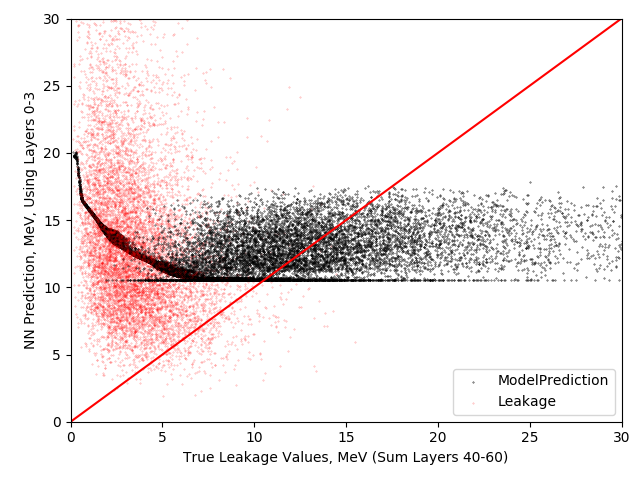 30
25
20
15
10
5
0
NN Prediction, MeV, Using Layers 0-3
ModelPrediction
Leakage
0 5 10 15 20 25 30
True Leakage Values, MeV (Sum Layers 40-60)